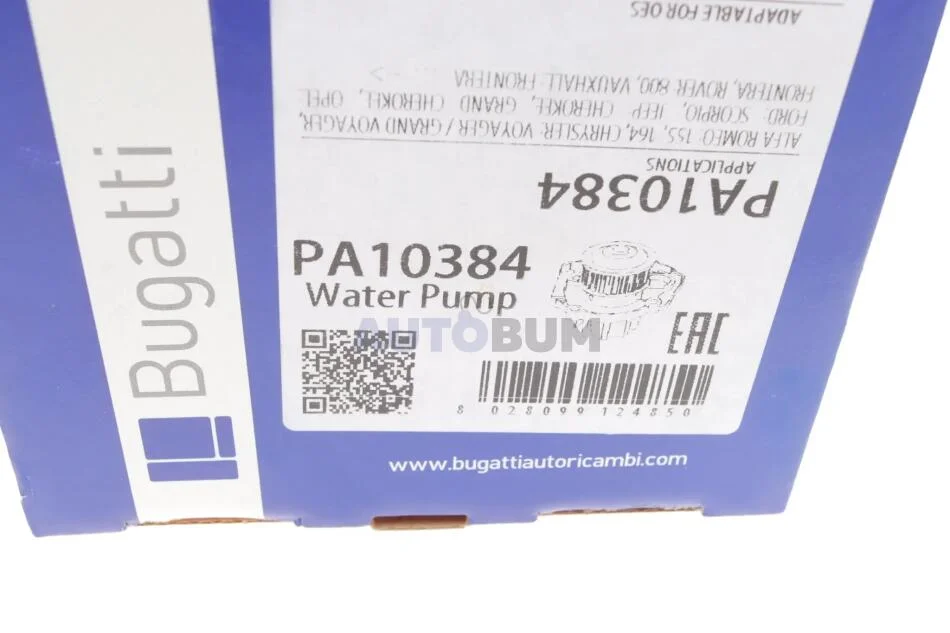 ADAPTABLE FOR OES
FRONTERA, ROVER 800, VAUXHALL: FRONTERA
FORD: SCORPIO, JEEP: CHEROKEE, GRAND CHEROKEE, OPEL:
ALFA ROMEO: 155, 164, CHRYSLER: VOYAGER / GRAND VOYAGER,
APPLICATIONS
PA10384
PA10384
Water Pump
AUTOBUM
EAC
8 028099 124850
www.bugattiautoricambi.com
Bugatti